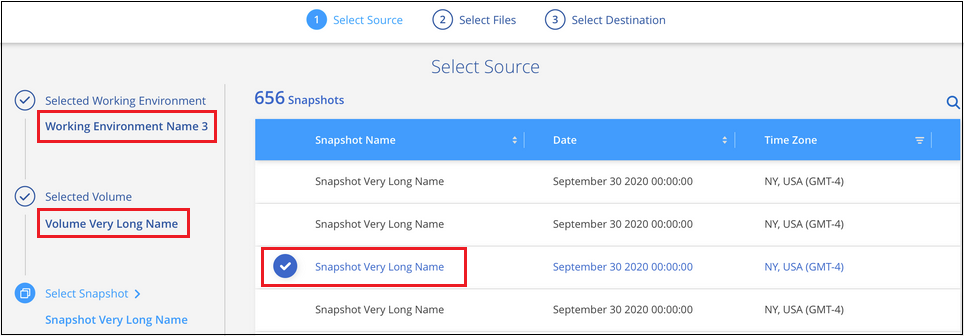 1 Select Source 2 Select Files 3 Select Destination
Select Source
Selected Working Environment
Working Environment Name 3
Selected Volume
Volume Very Long Name
Select Snapshot
Snapshot Very Long Name
656 Snapshots
Snapshot Name Date Time Zone
Snapshot Very Long Name September 30 2020 00:00:00 NY, USA (GMT-4)
Snapshot Very Long Name September 30 2020 00:00:00 NY, USA (GMT-4)
Snapshot Very Long Name September 30 2020 00:00:00 NY, USA (GMT-4)
Snapshot Very Long Name September 30 2020 00:00:00 NY, USA (GMT-4)